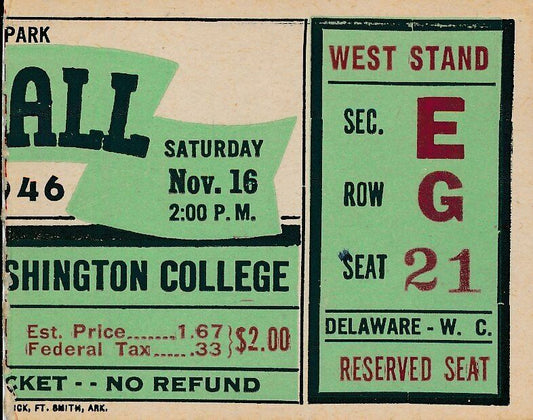 PARK
ALL
SATURDAY
Nov. 16
946
2:00 P. M.
SHINGTON COLLEGE
Est. Price.......1.67}
Federal Tax......33}
$2.00
CKET - - NO REFUND
ICK, FT. SMITH, ARK.
WEST STAND
SEC. E
ROW G
SEAT 21
DELAWARE - W. C.
RESERVED SEAT